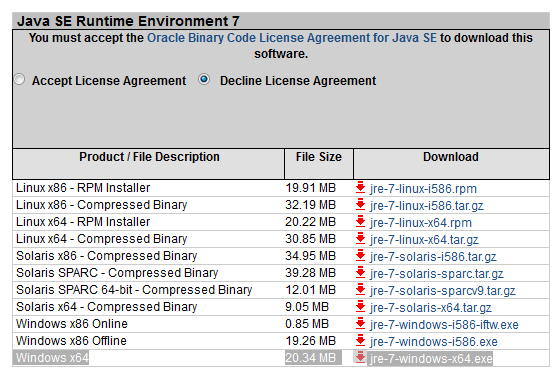 Java SE Runtime Environment 7
You must accept the Oracle Binary Code License Agreement for Java SE to download this
software.
Accept License Agreement Decline License Agreement
Product / File Description File Size Download
Linux x86 - RPM Installer 19.91 MB jre-7-linux-i586.rpm
Linux x86 - Compressed Binary 32.19 MB jre-7-linux-i586.tar.gz
Linux x64 - RPM Installer 20.22 MB jre-7-linux-x64.rpm
Linux x64 - Compressed Binary 30.85 MB jre-7-linux-x64.tar.gz
Solaris x86 - Compressed Binary 34.95 MB jre-7-solaris-i586.tar.gz
Solaris SPARC - Compressed Binary 39.28 MB jre-7-solaris-sparc.tar.gz
Solaris SPARC 64-bit - Compressed Binary 12.01 MB jre-7-solaris-sparcv9.tar.gz
Solaris x64 - Compressed Binary 9.05 MB jre-7-solaris-x64.tar.gz
Windows x86 Online 0.85 MB jre-7-windows-i586-iftw.exe
Windows x86 Offline 19.26 MB jre-7-windows-i586.exe
Windows x64 20.34 MB jre-7-windows-x64.exe